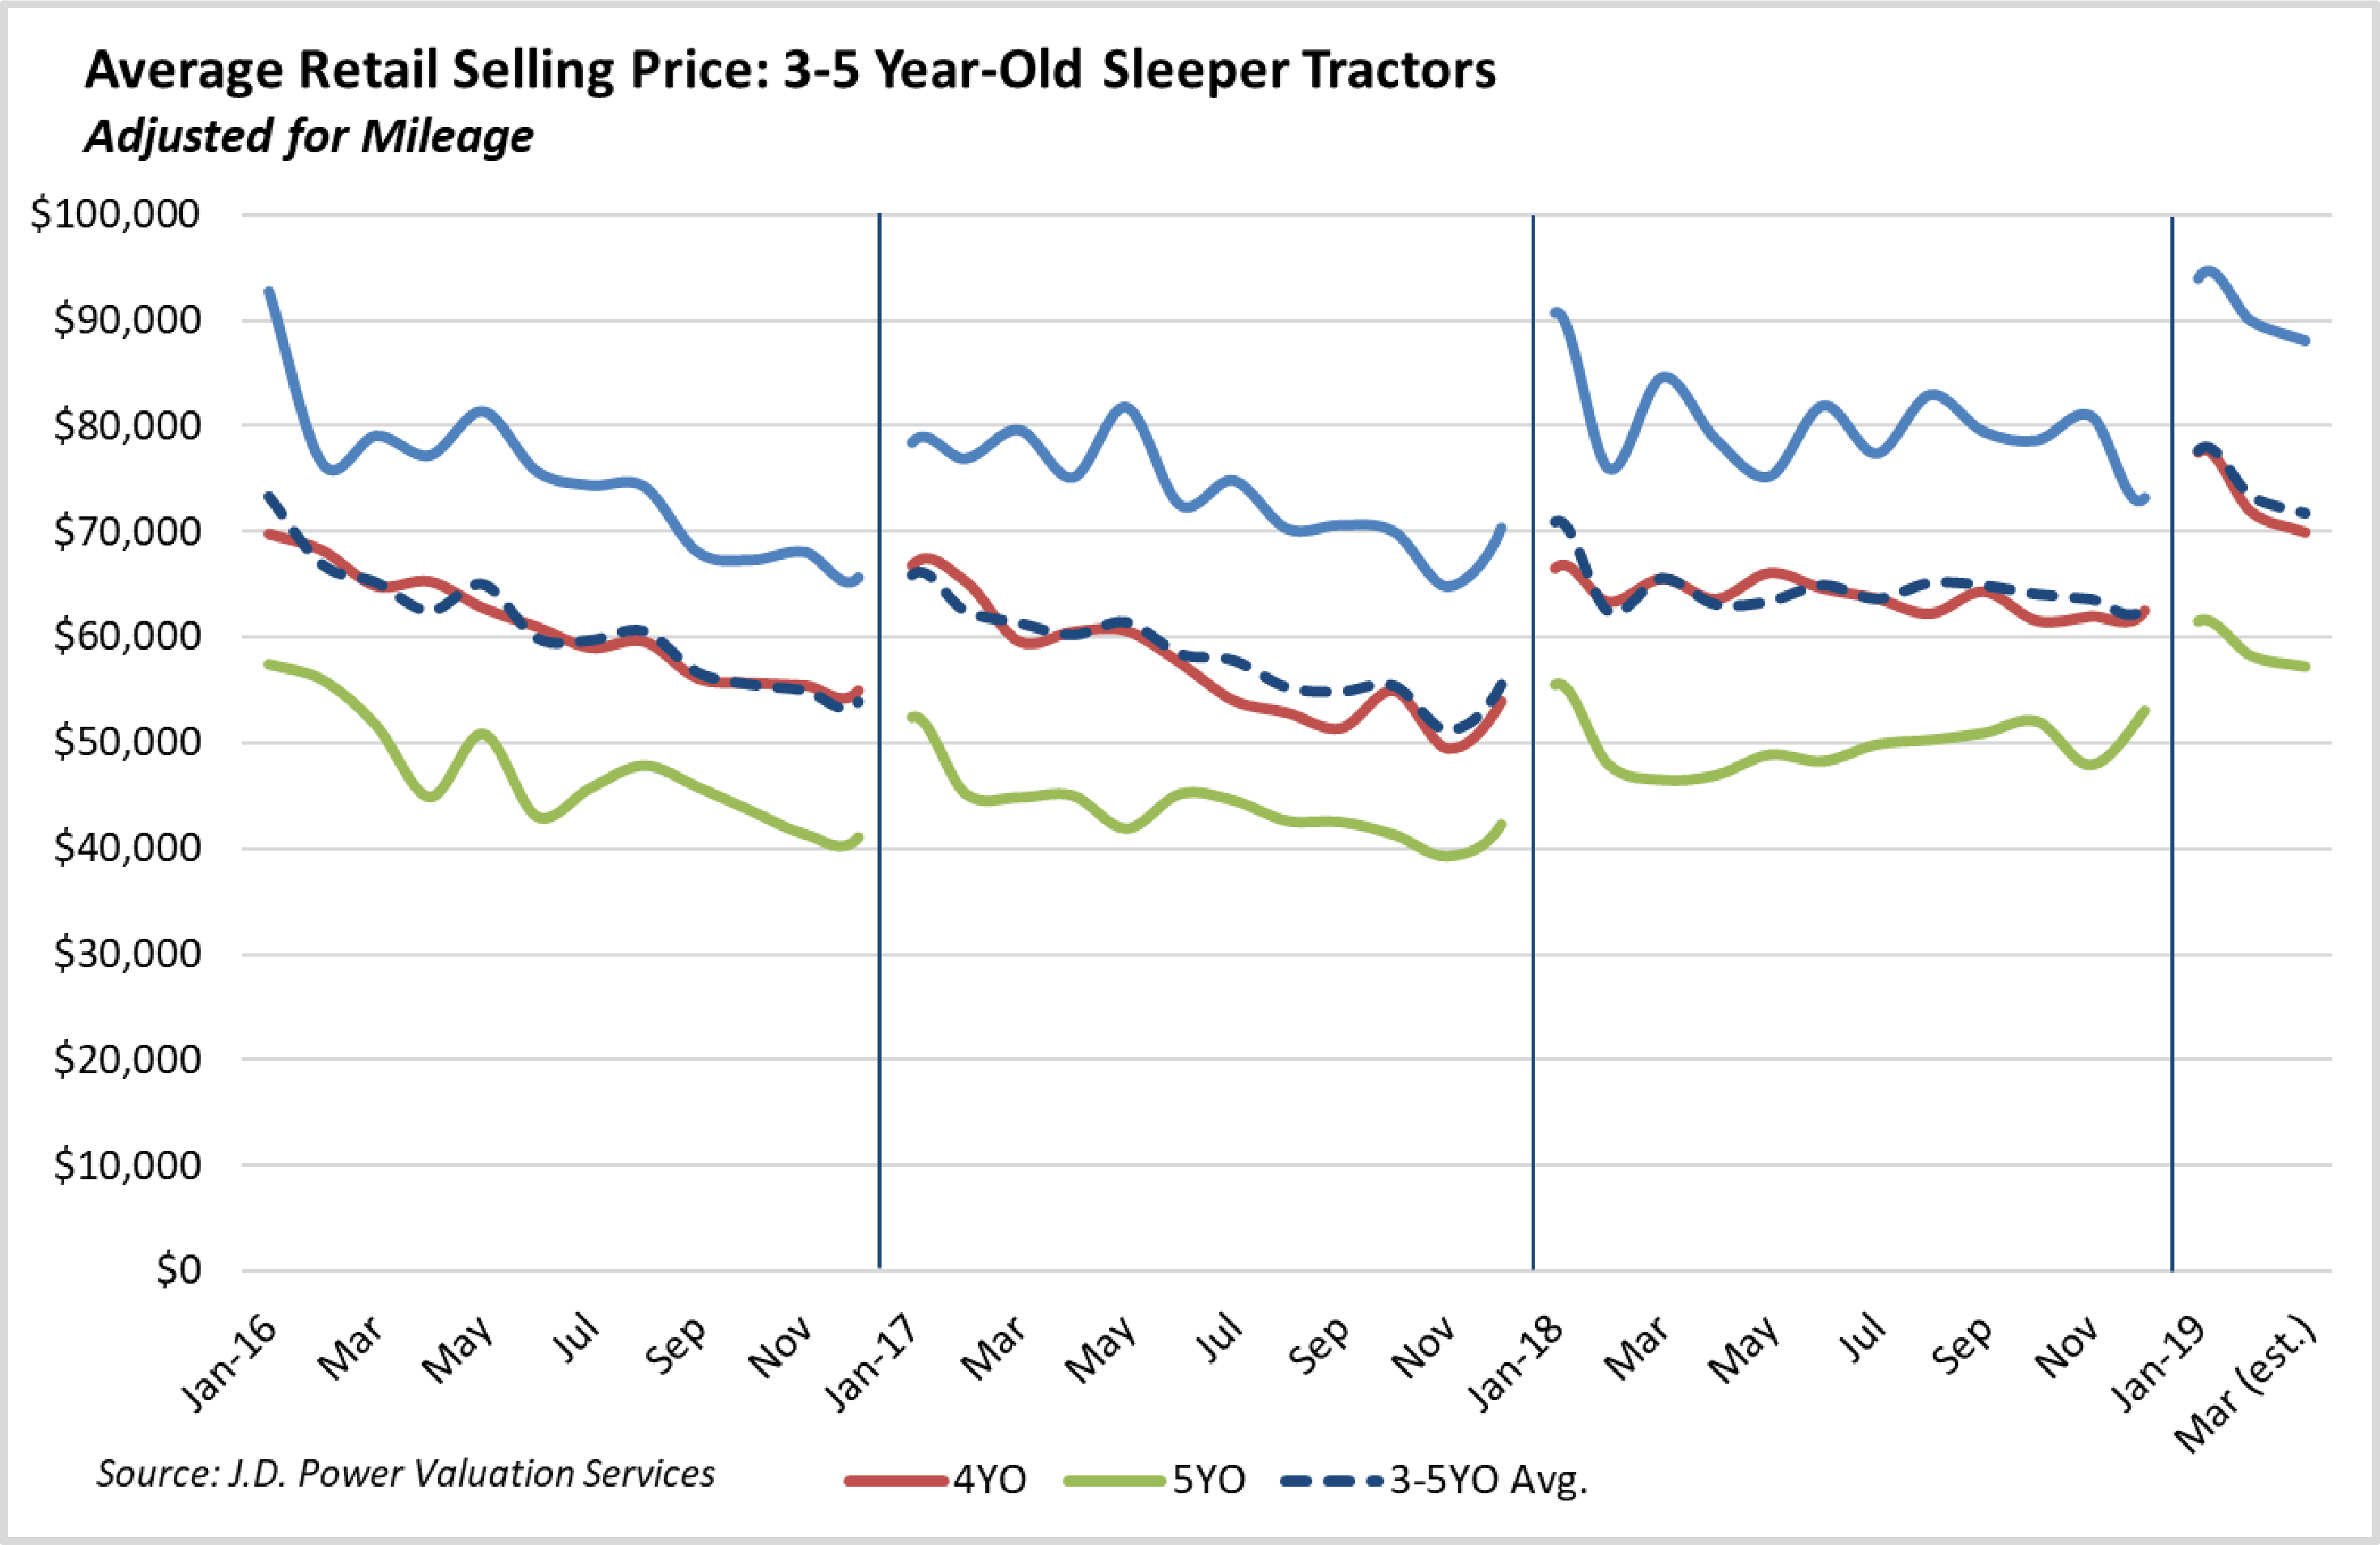 Average Retail Selling Price: 3-5 Year-Old Sleeper Tractors
Adjusted for Mileage
$100,000
$90,000
$80,000
$70,000
$60,000
$50,000
$40,000
$30,000
$20,000
$10,000
$0
Jan-16
Mar
May
Jul
Sep
Nov
Jan-17
Mar
May
Jul
Sep
Nov
Jan-18
Mar
May
Jul
Sep
Nov
Jan-19
Mar (est.)
Source: J.D. Power Valuation Services
4YO
5YO
3-5YO Avg.